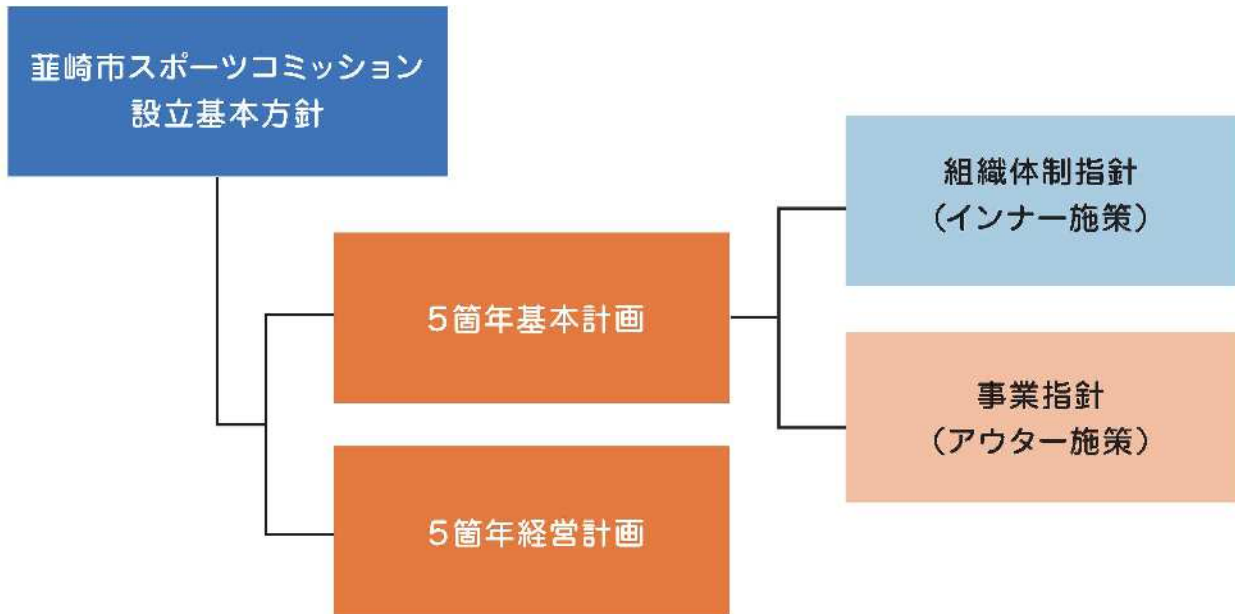 韮崎市スポーツコミッション
設立基本方針
組織体制指針
（インナー施策）
5箇年基本計画
事業指針
（アウター施策）
5箇年経営計画